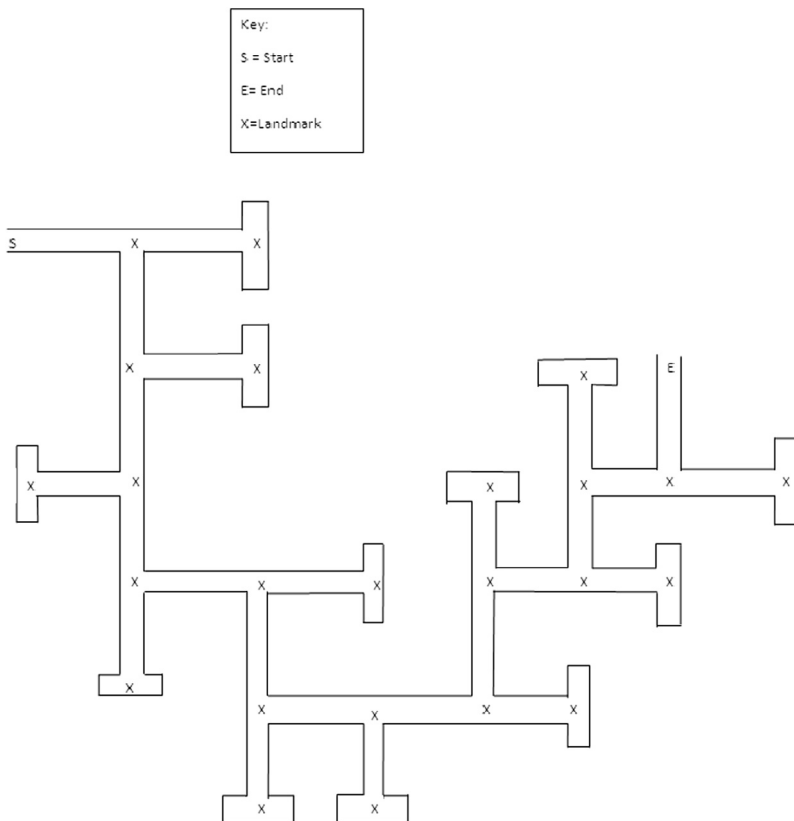 Key:
S = Start
E= End
X=Landmark
S X X
X X X E
X X X X X X
X X X X X X
X
X X X X
X X